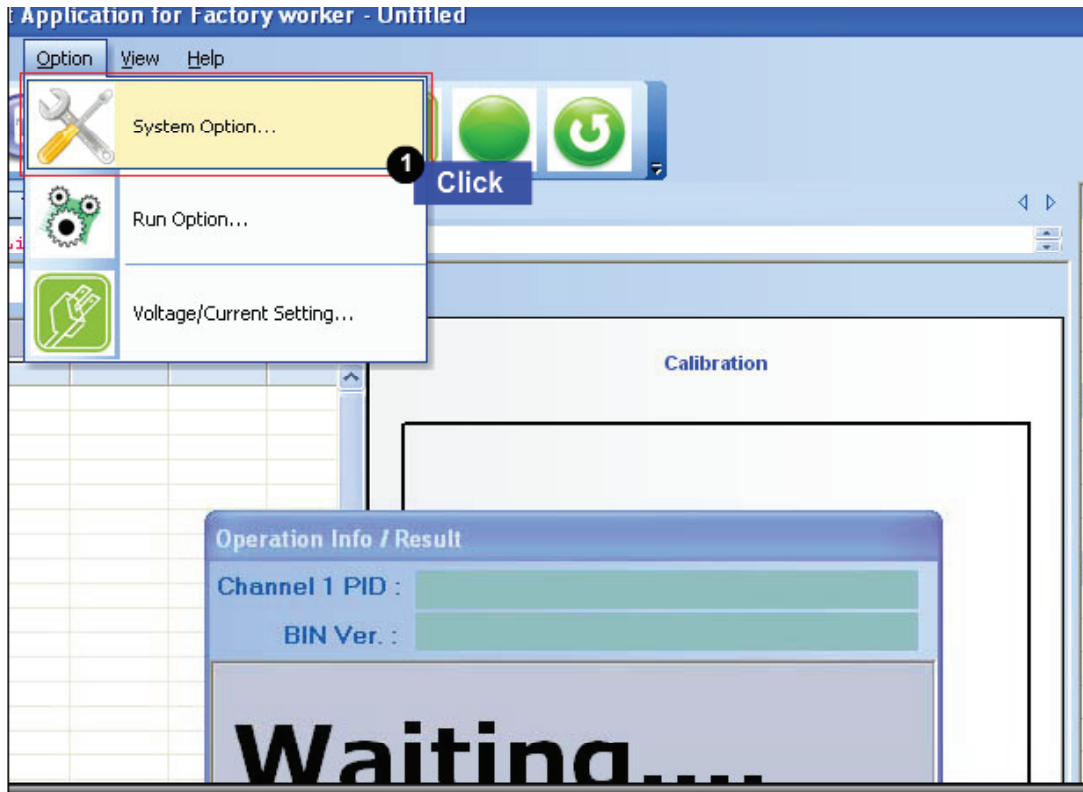 t Application for Factory worker - Untitled
Option View Help
System Option...
1
Click
Run Option...
Voltage/Current Setting...
Calibration
Operation Info / Result
Channel 1 PID :
BIN Ver. :
Waiting....